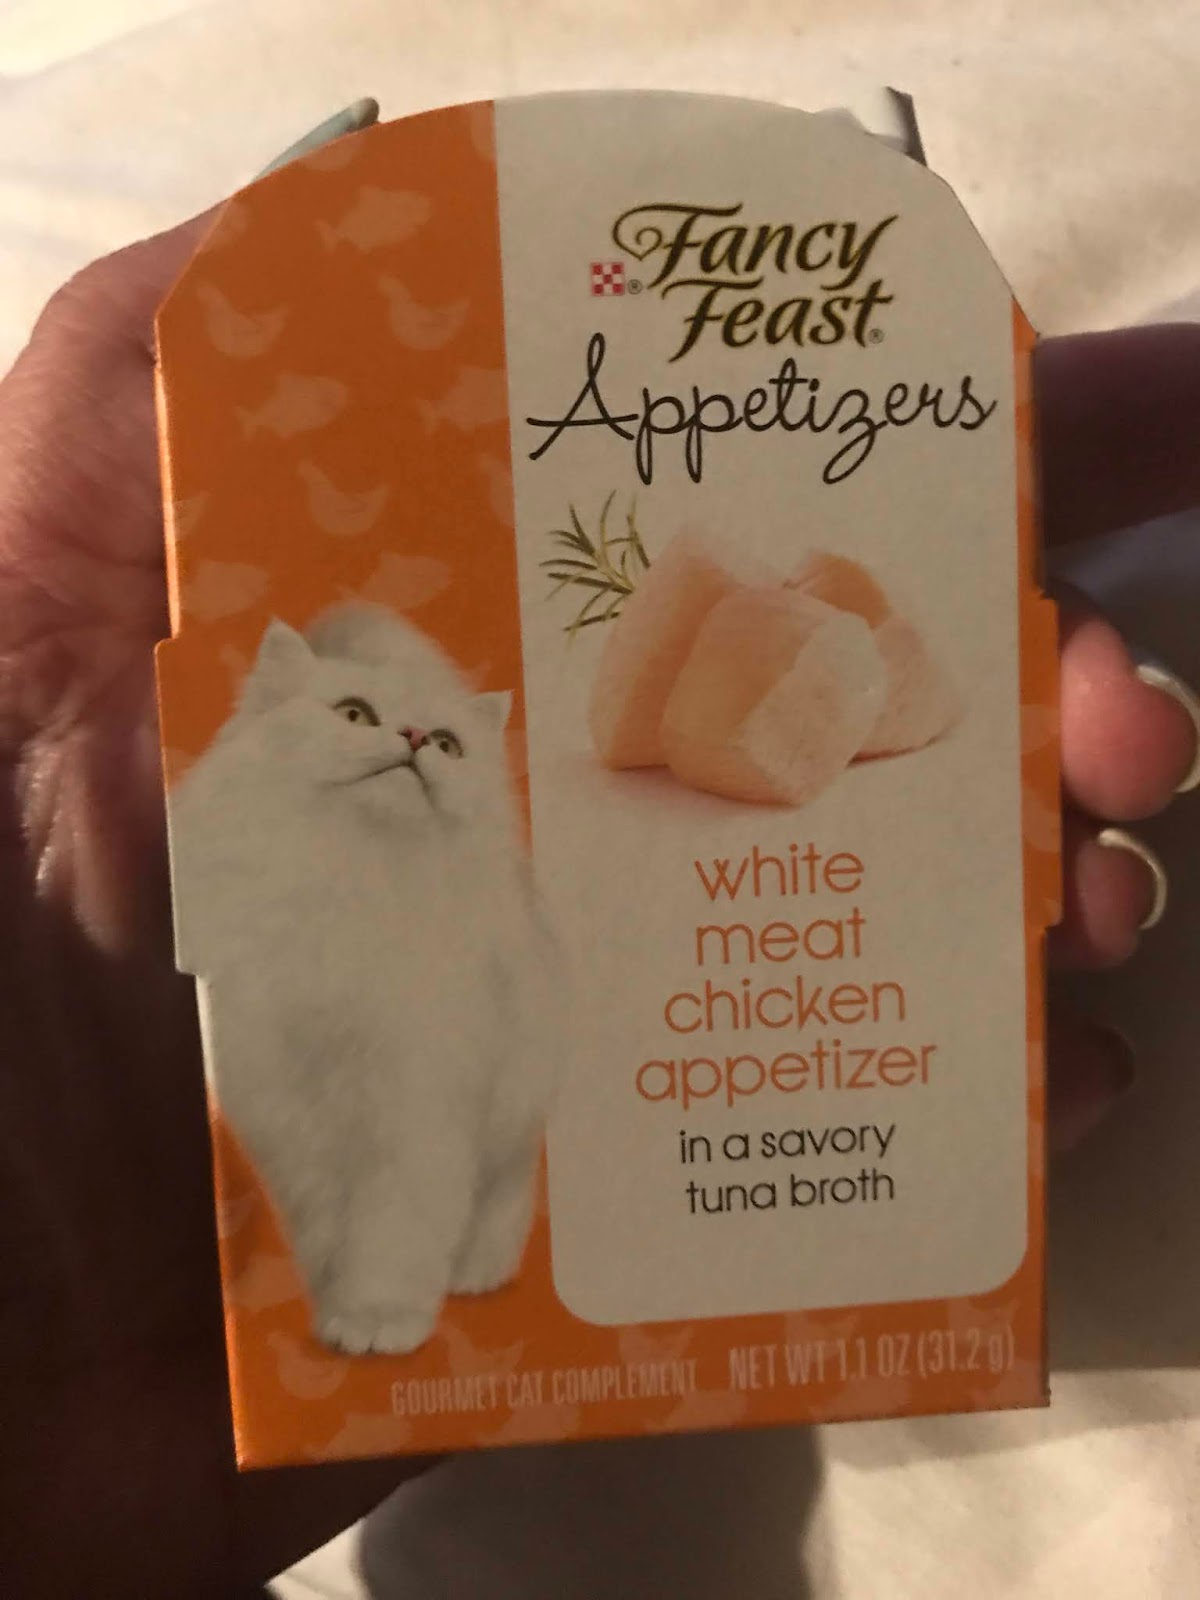 Fancy
Feast®
Appetizers
white
meat
chicken
appetizer
in a savory
tuna broth
GOURMET CAT COMPLEMENT NET WT 1.1 OZ (31.2 g)